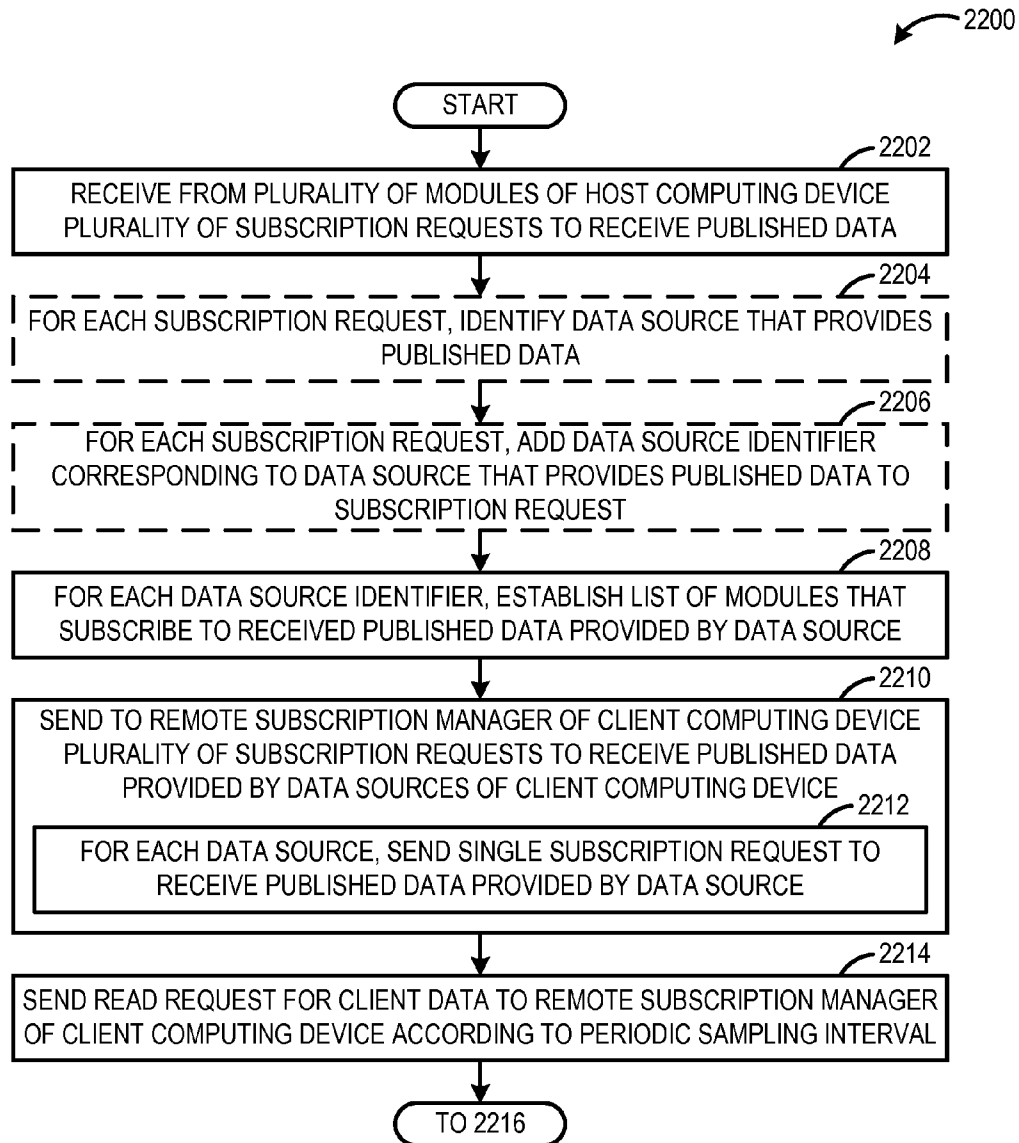 2200
START
2202
RECEIVE FROM PLURALITY OF MODULES OF HOST COMPUTING DEVICE
PLURALITY OF SUBSCRIPTION REQUESTS TO RECEIVE PUBLISHED DATA
2204
FOR EACH SUBSCRIPTION REQUEST, IDENTIFY DATA SOURCE THAT PROVIDES
PUBLISHED DATA
2206
FOR EACH SUBSCRIPTION REQUEST, ADD DATA SOURCE IDENTIFIER
CORRESPONDING TO DATA SOURCE THAT PROVIDES PUBLISHED DATA TO
SUBSCRIPTION REQUEST
2208
FOR EACH DATA SOURCE IDENTIFIER, ESTABLISH LIST OF MODULES THAT
SUBSCRIBE TO RECEIVED PUBLISHED DATA PROVIDED BY DATA SOURCE
2210
SEND TO REMOTE SUBSCRIPTION MANAGER OF CLIENT COMPUTING DEVICE
PLURALITY OF SUBSCRIPTION REQUESTS TO RECEIVE PUBLISHED DATA
PROVIDED BY DATA SOURCES OF CLIENT COMPUTING DEVICE
2212
FOR EACH DATA SOURCE, SEND SINGLE SUBSCRIPTION REQUEST TO
RECEIVE PUBLISHED DATA PROVIDED BY DATA SOURCE
2214
SEND READ REQUEST FOR CLIENT DATA TO REMOTE SUBSCRIPTION MANAGER
OF CLIENT COMPUTING DEVICE ACCORDING TO PERIODIC SAMPLING INTERVAL
TO 2216